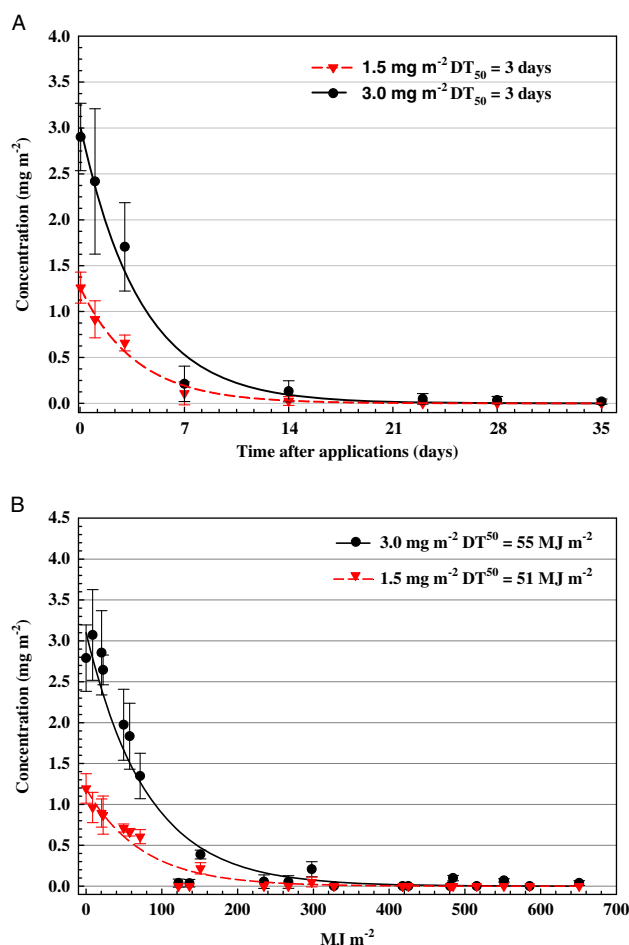 A
4.0
3.5
3.0
2.5
2.0
1.5
1.0
0.5
0.0
Concentration (mg m⁻²)
1.5 mg m⁻² DT₅₀ = 3 days
3.0 mg m⁻² DT₅₀ = 3 days
0 7 14 21 28 35
Time after applications (days)
B
4.5
4.0
3.5
3.0
2.5
2.0
1.5
1.0
0.5
0.0
Concentration (mg m⁻²)
3.0 mg m⁻² DT⁵⁰ = 55 MJ m⁻²
1.5 mg m⁻² DT⁵⁰ = 51 MJ m⁻²
0 100 200 300 400 500 600 700
MJ m⁻²